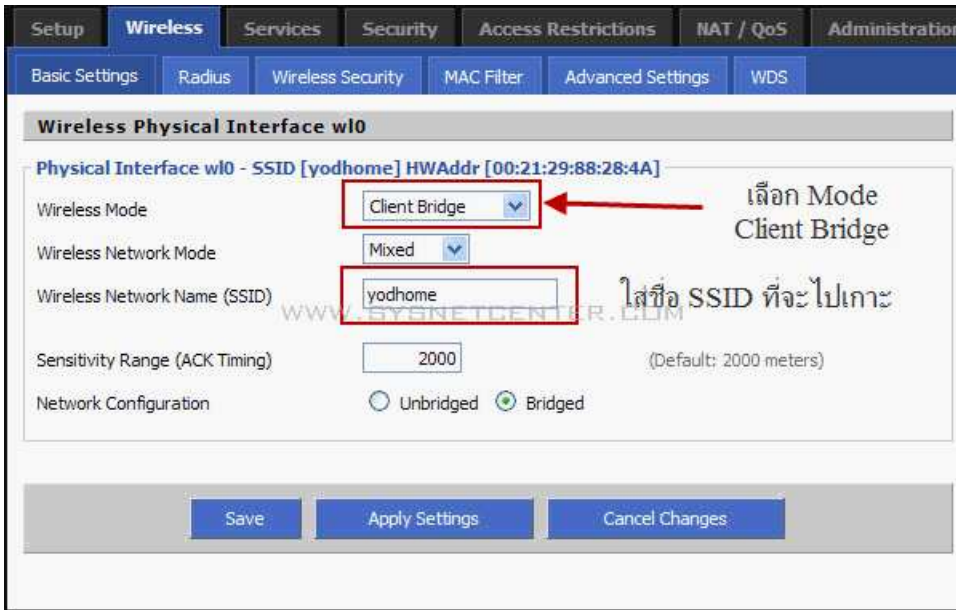 Setup Wireless Services Security Access Restrictions NAT / QoS Administration
Basic Settings Radius Wireless Security MAC Filter Advanced Settings WDS
Wireless Physical Interface wl0
Physical Interface wl0 - SSID [yodhome] HWAddr [00:21:29:88:28:4A]
Wireless Mode Client Bridge
เลือก Mode
Client Bridge
Wireless Network Mode Mixed
Wireless Network Name (SSID) yodhome
ใส่ชื่อ SSID ที่จะไปเกาะ
WWW.SYSNETCENTER.COM
Sensitivity Range (ACK Timing) 2000 (Default: 2000 meters)
Network Configuration Unbridged Bridged
Save Apply Settings Cancel Changes